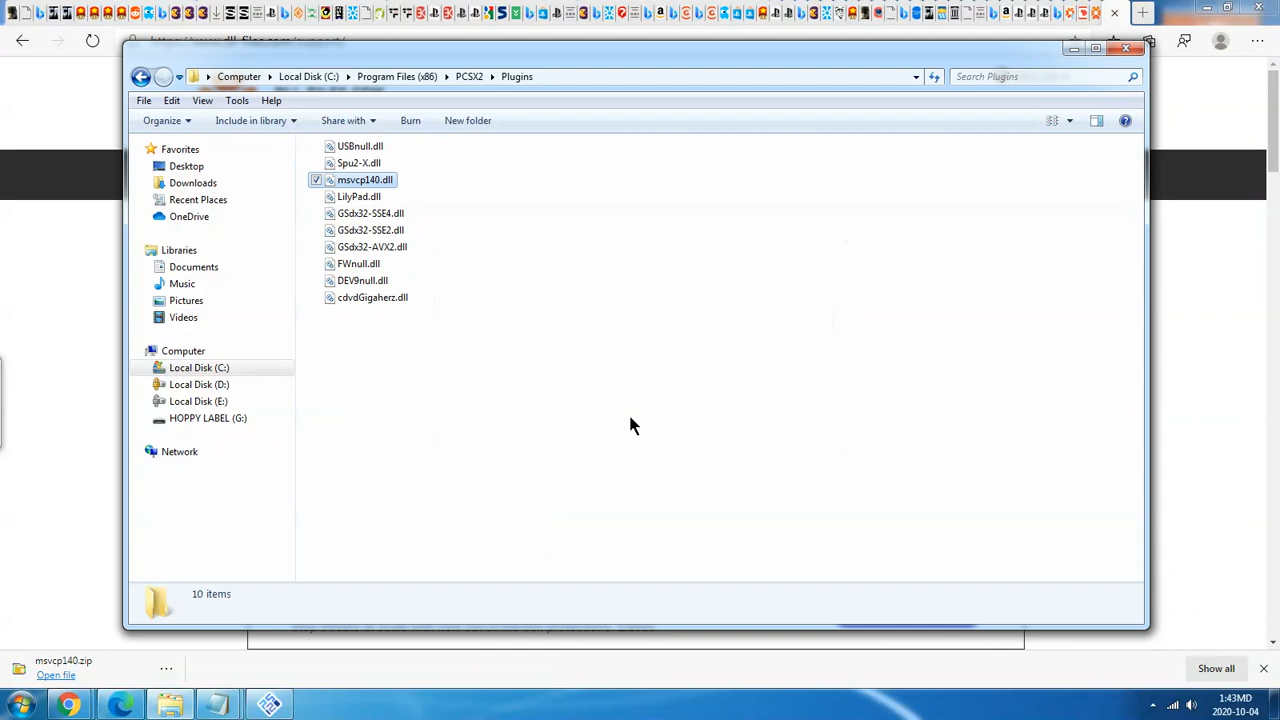 Computer ▸ Local Disk (C:) ▸ Program Files (x86) ▸ PCSX2 ▸ Plugins
Search Plugins
File Edit View Tools Help
Organize Include in library Share with Burn New folder
Favorites
Desktop
Downloads
Recent Places
OneDrive
Libraries
Documents
Music
Pictures
Videos
Computer
Local Disk (C:)
Local Disk (D:)
Local Disk (E:)
HOPPY LABEL (G:)
Network
USBnull.dll
Spu2-X.dll
msvcp140.dll
LilyPad.dll
GSdx32-SSE4.dll
GSdx32-SSE2.dll
GSdx32-AVX2.dll
FWnull.dll
DEV9null.dll
cdvdGigaherz.dll
10 items
msvcp140.zip
Open file
Show all
1:43MD
2020-10-04